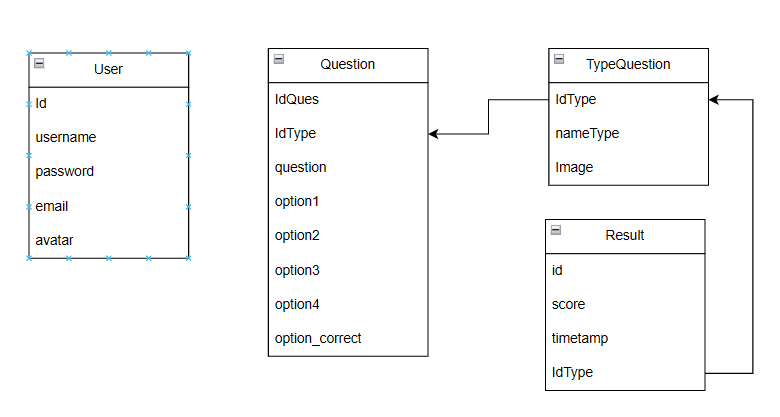 User
Id
username
password
email
avatar
Question
IdQues
IdType
question
option1
option2
option3
option4
option_correct
TypeQuestion
IdType
nameType
Image
Result
id
score
timetamp
IdType